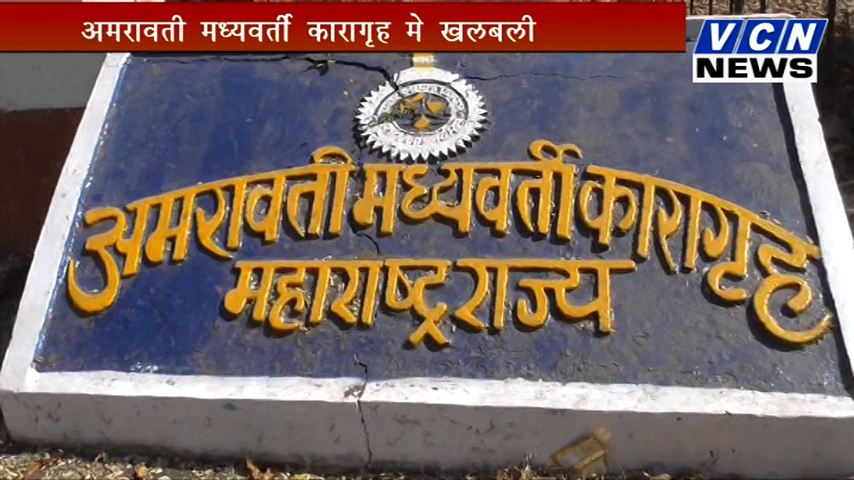 अमरावती मध्यवर्ती कारागृह मे खलबली
VCN
NEWS
अमरावती मध्यवर्ती कारागृह
महाराष्ट्र राज्य